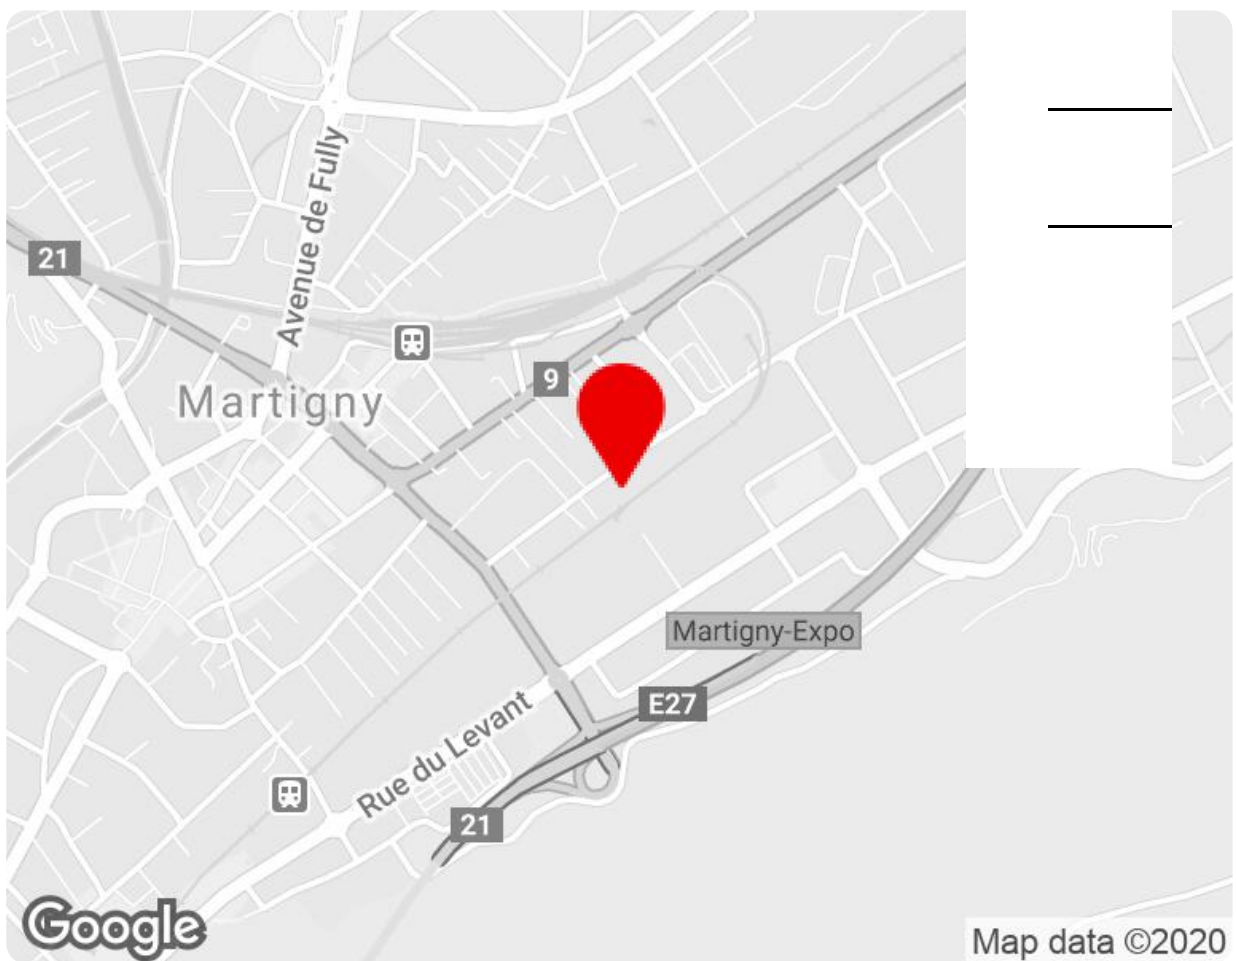 Avenue de Fully
21
9
Martigny
Martigny-Expo
E27
Rue du Levant
21
Google
Map data ©2020